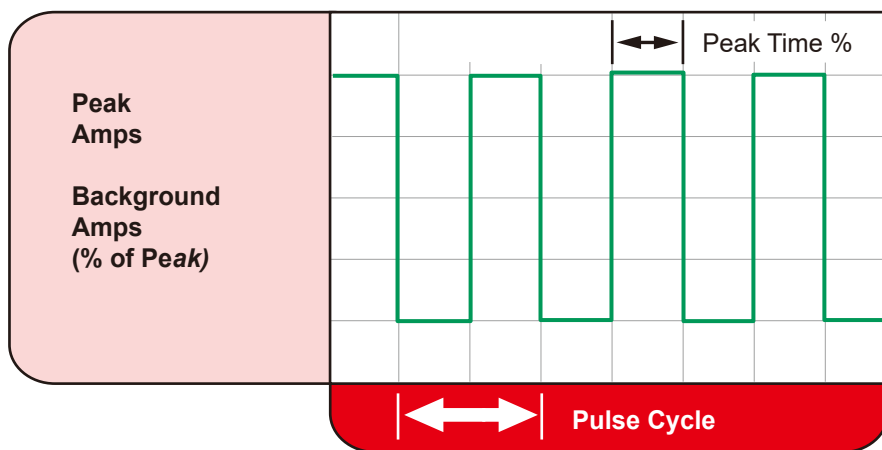 Peak Time %
Peak
Amps
Background
Amps
(% of Peak)
Pulse Cycle